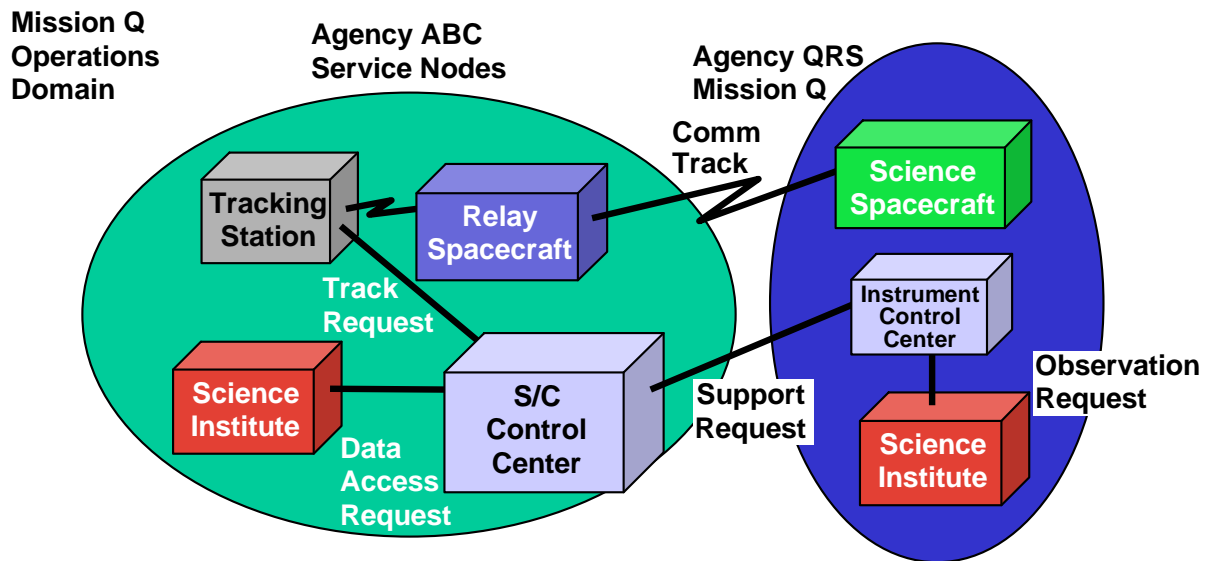 Mission Q
Operations
Domain
Agency ABC
Service Nodes
Agency QRS
Mission Q
Comm
Track
Tracking
Station
Relay
Spacecraft
Science
Spacecraft
Track
Request
Instrument
Control
Center
Science
Institute
S/C
Control
Center
Support
Request
Observation
Request
Science
Institute
Data
Access
Request